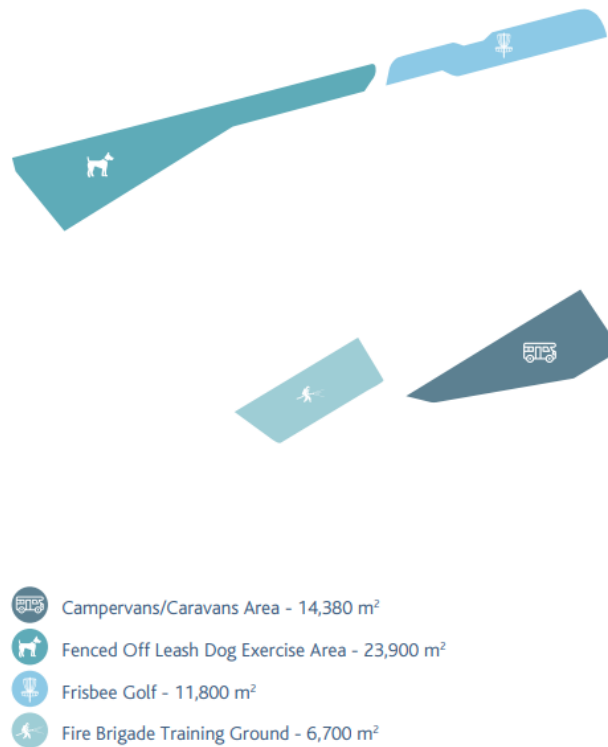 Campervans/Caravans Area - 14,380 m²
Fenced Off Leash Dog Exercise Area - 23,900 m²
Frisbee Golf - 11,800 m²
Fire Brigade Training Ground - 6,700 m²